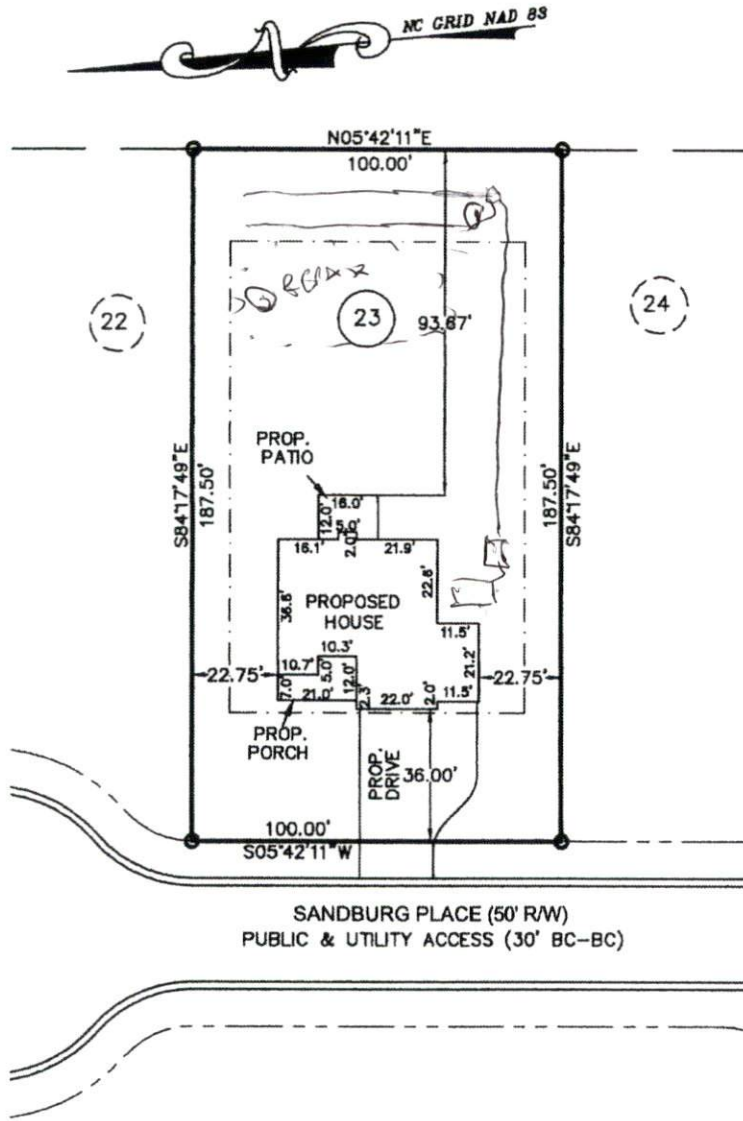 NC GRID NAD 83
N
N05°42'11"E
100.00'
22
23
24
93.67'
S84°17'49"E
187.50'
S84°17'49"E
187.50'
PROP.
PATIO
16.0'
12.0'
5.0'
2.0'
16.1'
21.9'
36.6'
22.8'
PROPOSED
HOUSE
11.5'
10.3'
10.7'
5.0'
12.0'
21.2'
22.75'
22.75'
7.0'
21.0'
2.3'
22.0'
2.0'
11.5'
PROP.
PORCH
PROP.
DRIVE
36.00'
100.00'
S05°42'11"W
SANDBURG PLACE (50' R/W)
PUBLIC & UTILITY ACCESS (30' BC-BC)